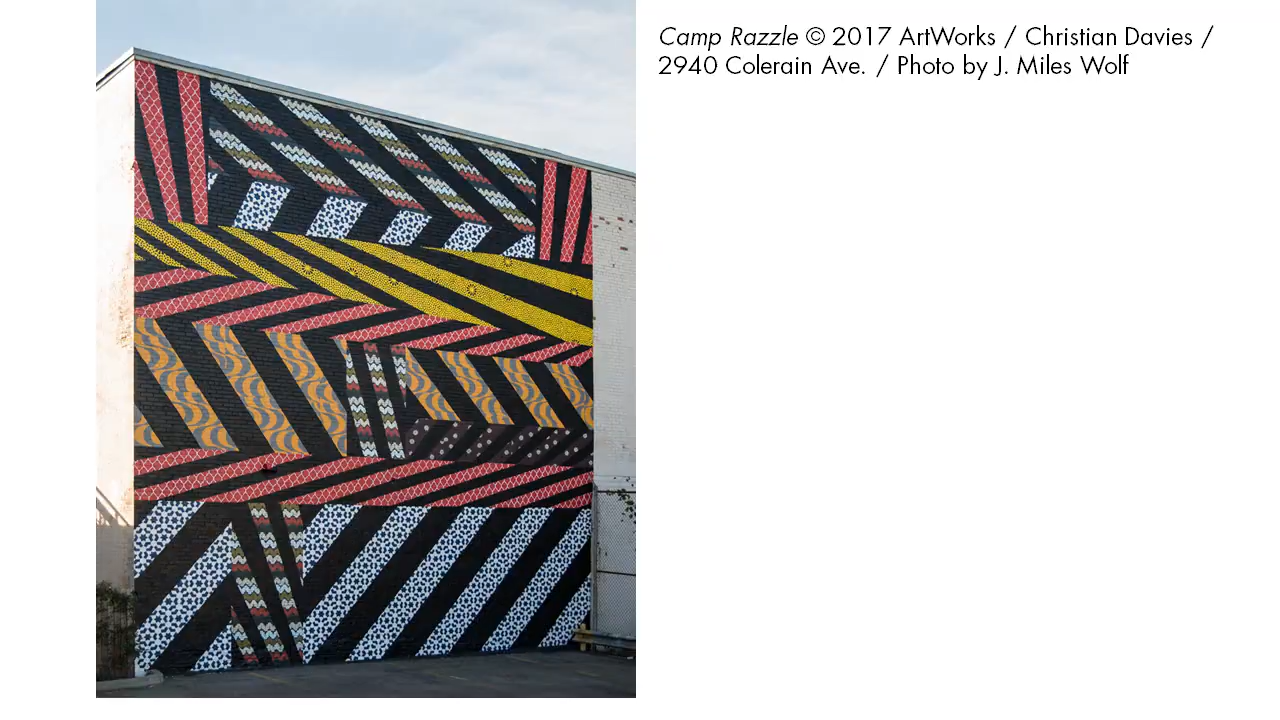 Camp Razzle © 2017 ArtWorks / Christian Davies /
2940 Colerain Ave. / Photo by J. Miles Wolf